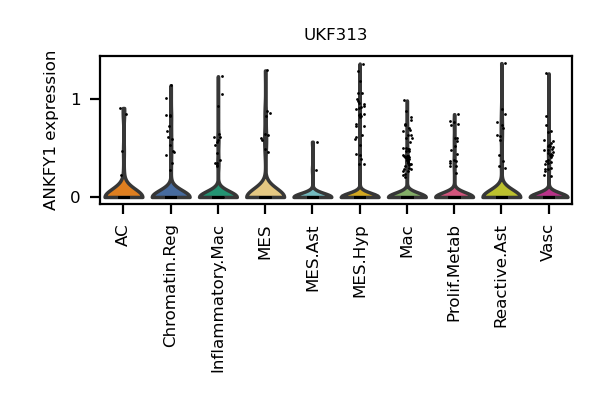 UKF313
ANKFY1 expression
1
0
AC
Chromatin.Reg
Inflammatory.Mac
MES
MES.Ast
MES.Hyp
Mac
Prolif.Metab
Reactive.Ast
Vasc